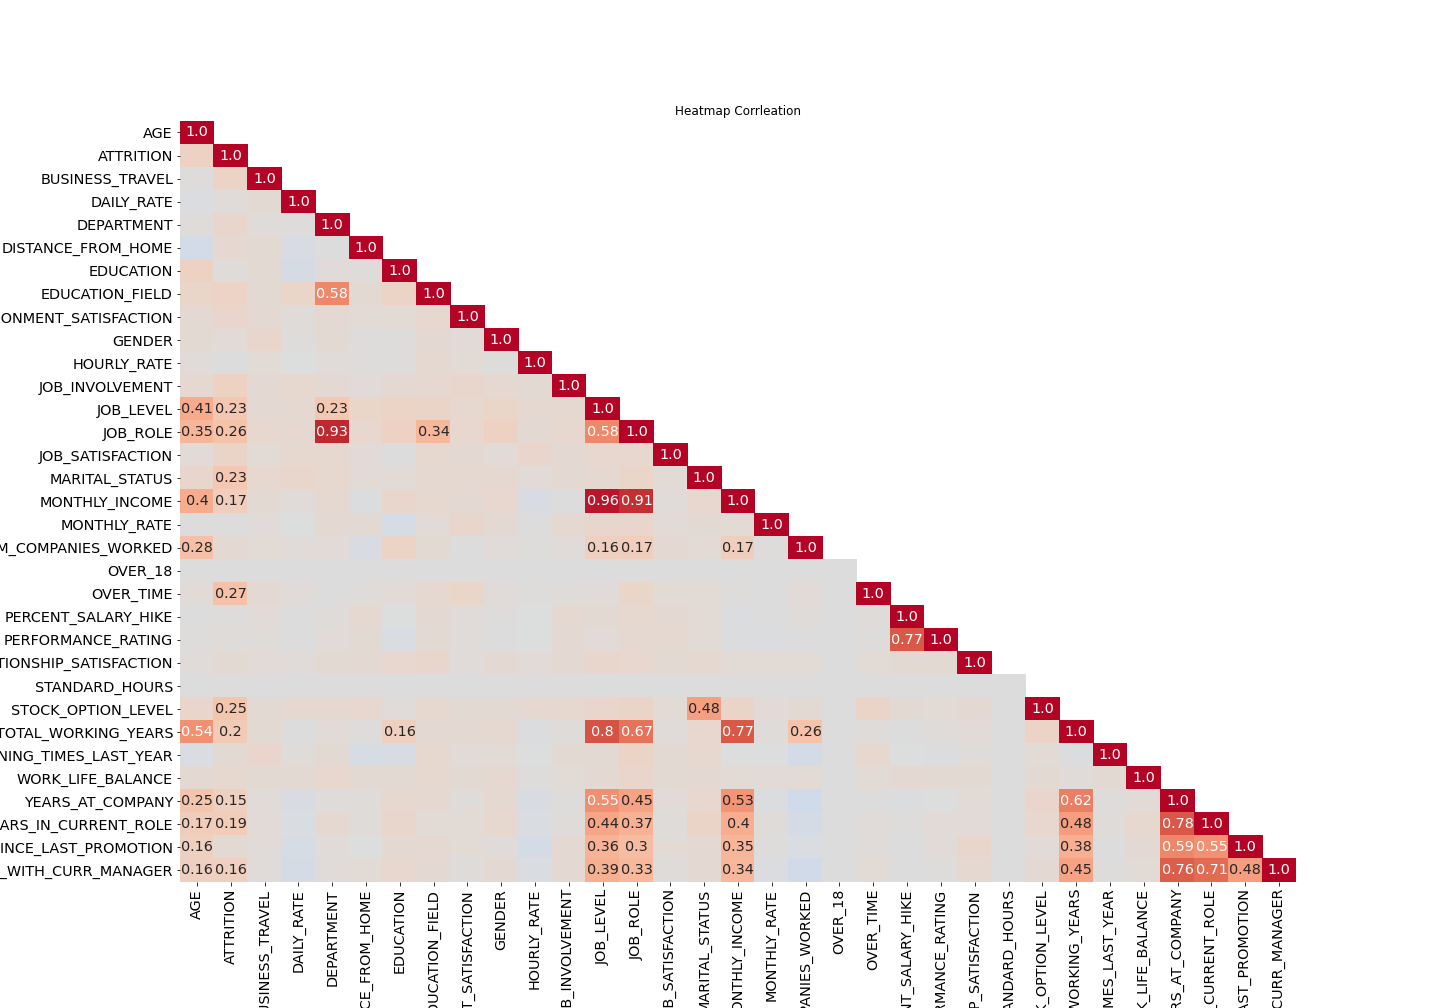 Heatmap Corrleation
AGE 1.0
ATTRITION 1.0
BUSINESS_TRAVEL 1.0
DAILY_RATE 1.0
DEPARTMENT 1.0
DISTANCE_FROM_HOME 1.0
EDUCATION 1.0
EDUCATION_FIELD 0.58 1.0
ONMENT_SATISFACTION 1.0
GENDER 1.0
HOURLY_RATE 1.0
JOB_INVOLVEMENT 1.0
JOB_LEVEL 0.41 0.23 0.23 1.0
JOB_ROLE 0.35 0.26 0.93 0.34 0.58 1.0
JOB_SATISFACTION 1.0
MARITAL_STATUS 0.23 1.0
MONTHLY_INCOME 0.4 0.17 0.96 0.91 1.0
MONTHLY_RATE 1.0
M_COMPANIES_WORKED 0.28 0.16 0.17 0.17 1.0
OVER_18
OVER_TIME 0.27 1.0
PERCENT_SALARY_HIKE 1.0
PERFORMANCE_RATING 0.77 1.0
TIONSHIP_SATISFACTION 1.0
STANDARD_HOURS
STOCK_OPTION_LEVEL 0.25 0.48 1.0
TOTAL_WORKING_YEARS 0.54 0.2 0.16 0.8 0.67 0.77 0.26 1.0
NING_TIMES_LAST_YEAR 1.0
WORK_LIFE_BALANCE 1.0
YEARS_AT_COMPANY 0.25 0.15 0.55 0.45 0.53 0.62 1.0
ARS_IN_CURRENT_ROLE 0.17 0.19 0.44 0.37 0.4 0.48 0.78 1.0
INCE_LAST_PROMOTION 0.16 0.36 0.3 0.35 0.38 0.59 0.55 1.0
_WITH_CURR_MANAGER 0.16 0.16 0.39 0.33 0.34 0.45 0.76 0.71 0.48 1.0
AGE
ATTRITION
USINESS_TRAVEL
DAILY_RATE
DEPARTMENT
CE_FROM_HOME
EDUCATION
DUCATION_FIELD
T_SATISFACTION
GENDER
HOURLY_RATE
B_INVOLVEMENT
JOB_LEVEL
JOB_ROLE
B_SATISFACTION
MARITAL_STATUS
ONTHLY_INCOME
MONTHLY_RATE
PANIES_WORKED
OVER_18
OVER_TIME
NT_SALARY_HIKE
RMANCE_RATING
P_SATISFACTION
ANDARD_HOURS
K_OPTION_LEVEL
WORKING_YEARS
MES_LAST_YEAR
K_LIFE_BALANCE
RS_AT_COMPANY
_CURRENT_ROLE
AST_PROMOTION
CURR_MANAGER